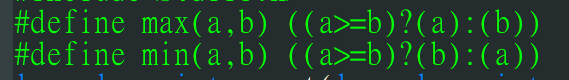 #define max(a,b) ((a>=b)?(a):(b))
#define min(a,b) ((a>=b)?(b):(a))